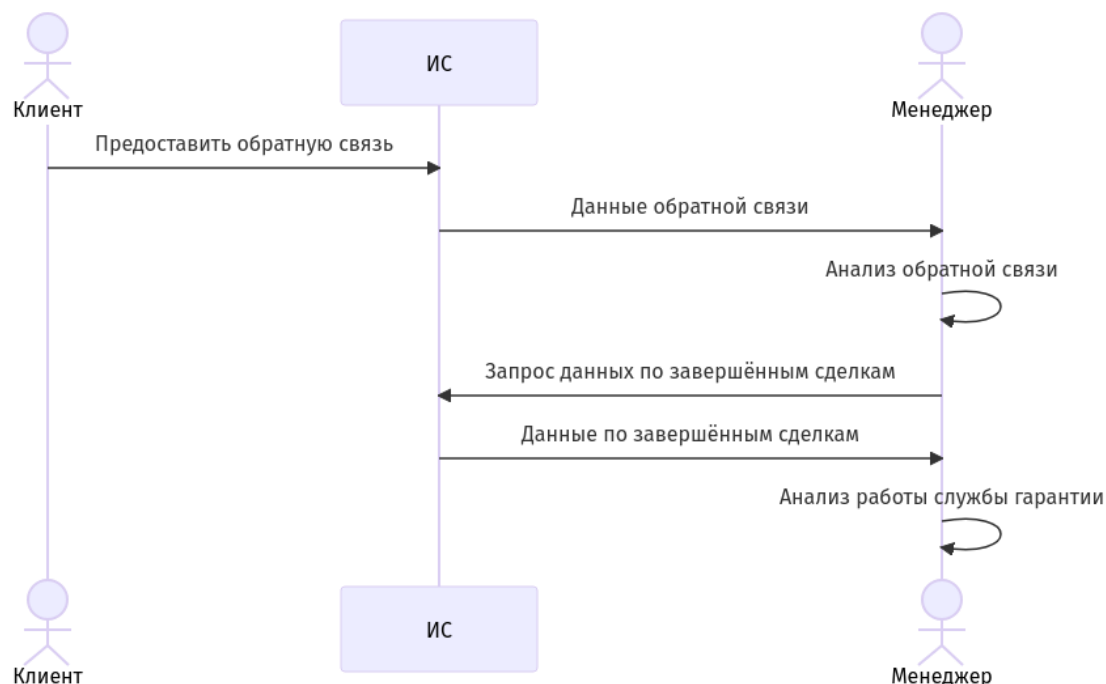 Клиент
ИС
Менеджер
Предоставить обратную связь
Данные обратной связи
Анализ обратной связи
Запрос данных по завершённым сделкам
Данные по завершённым сделкам
Анализ работы службы гарантии
Клиент
ИС
Менеджер